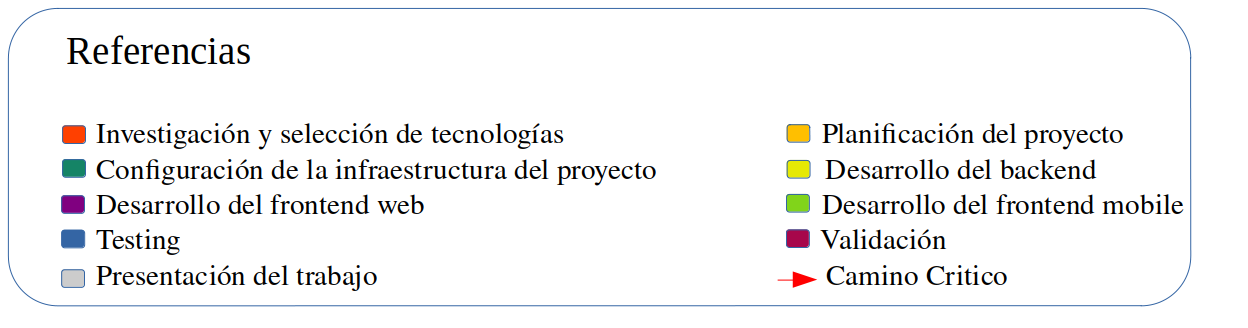 Referencias
Investigación y selección de tecnologías
Planificación del proyecto
Configuración de la infraestructura del proyecto
Desarrollo del backend
Desarrollo del frontend web
Desarrollo del frontend mobile
Testing
Validación
Presentación del trabajo
Camino Critico